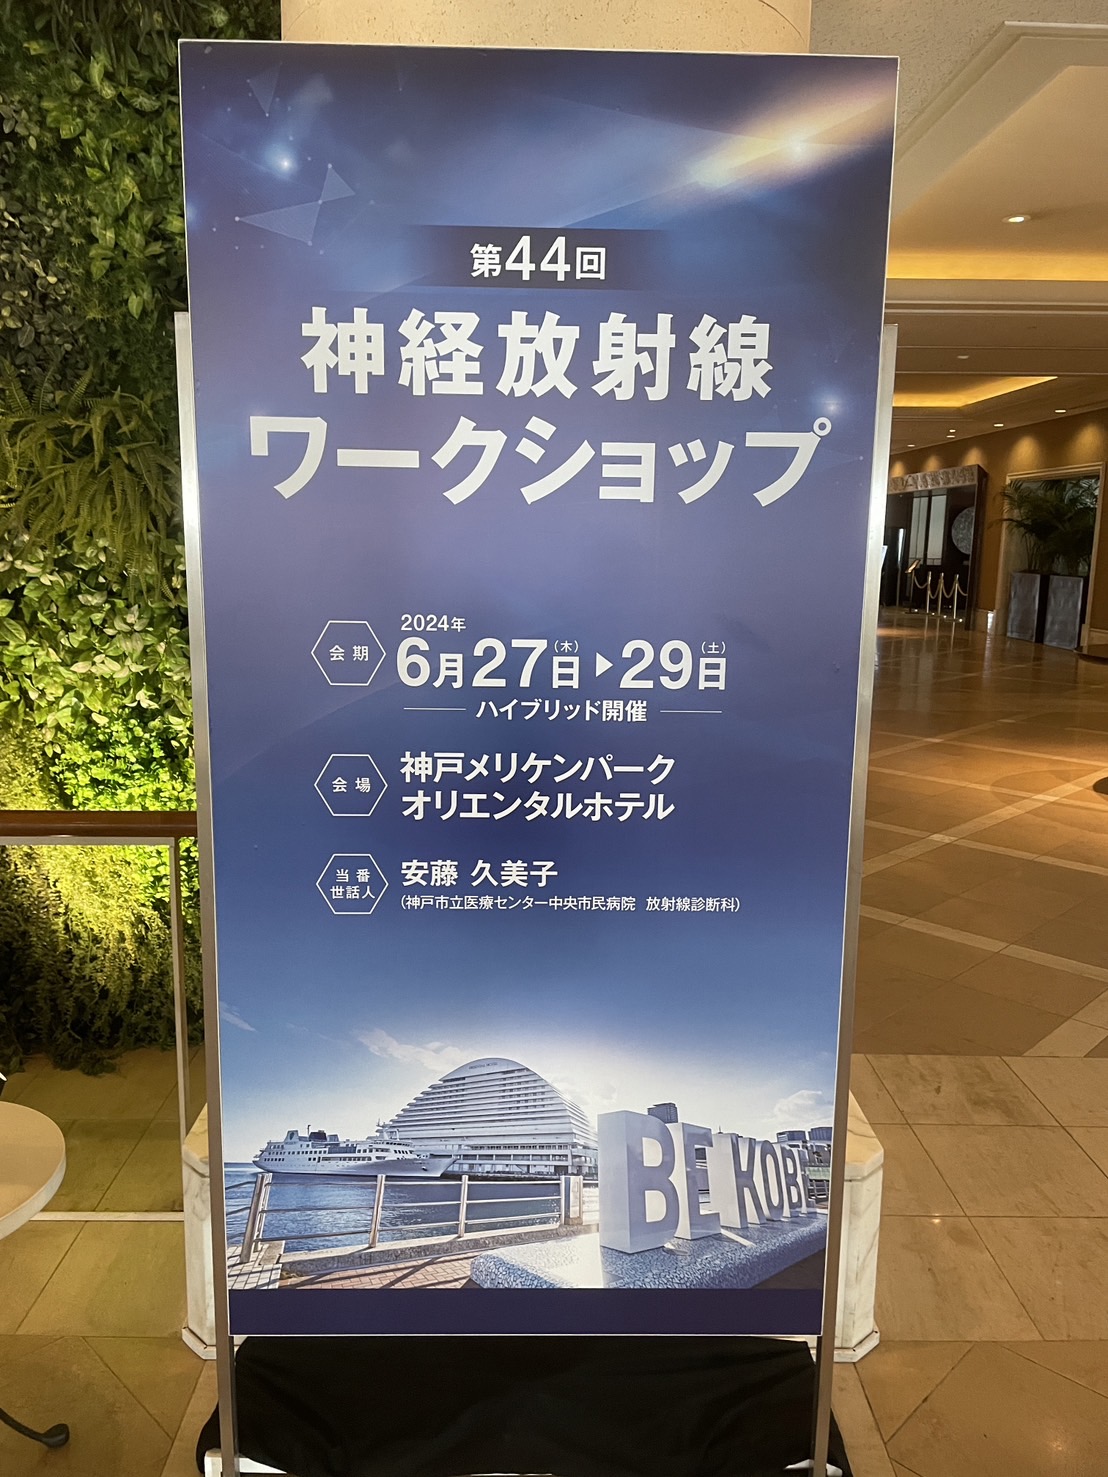 第44回
神経放射線
ワークショップ
会期
2024年
6月27日(木)▶29日(土)
ハイブリッド開催
会場
神戸メリケンパーク
オリエンタルホテル
当番
世話人
安藤 久美子
(神戸市立医療センター中央市民病院 放射線診断科)
BE KOBE